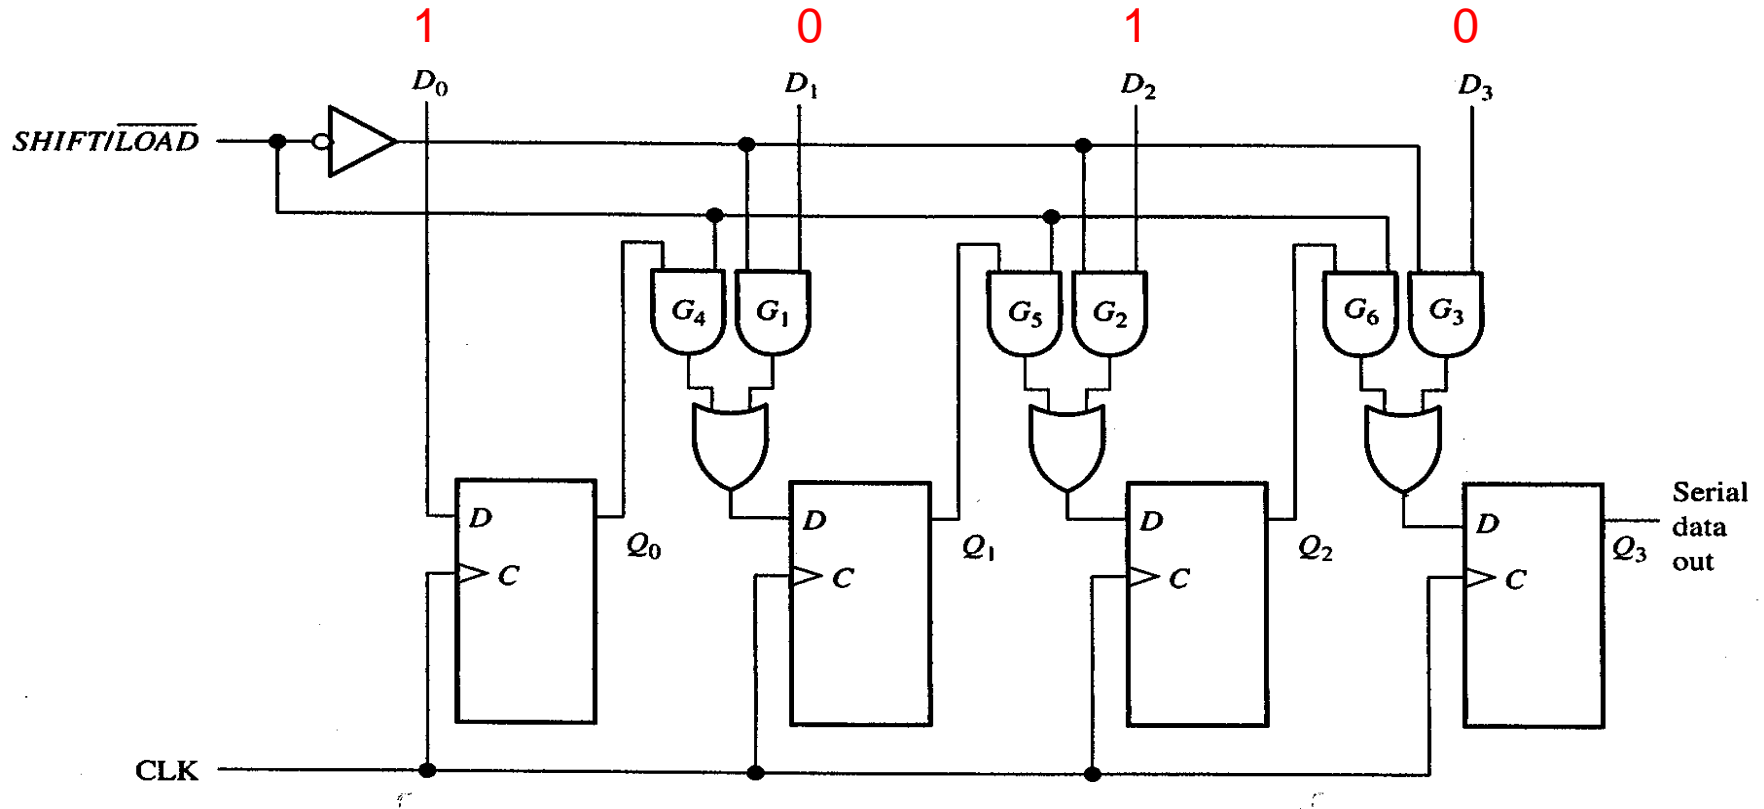 1 0 1 0
D₀ D₁ D₂ D₃
SHIFT/L̅O̅A̅D̅
G₄ G₁ G₅ G₂ G₆ G₃
D Q₀ D Q₁ D Q₂ D Q₃
C C C C
Serial
data
out
CLK